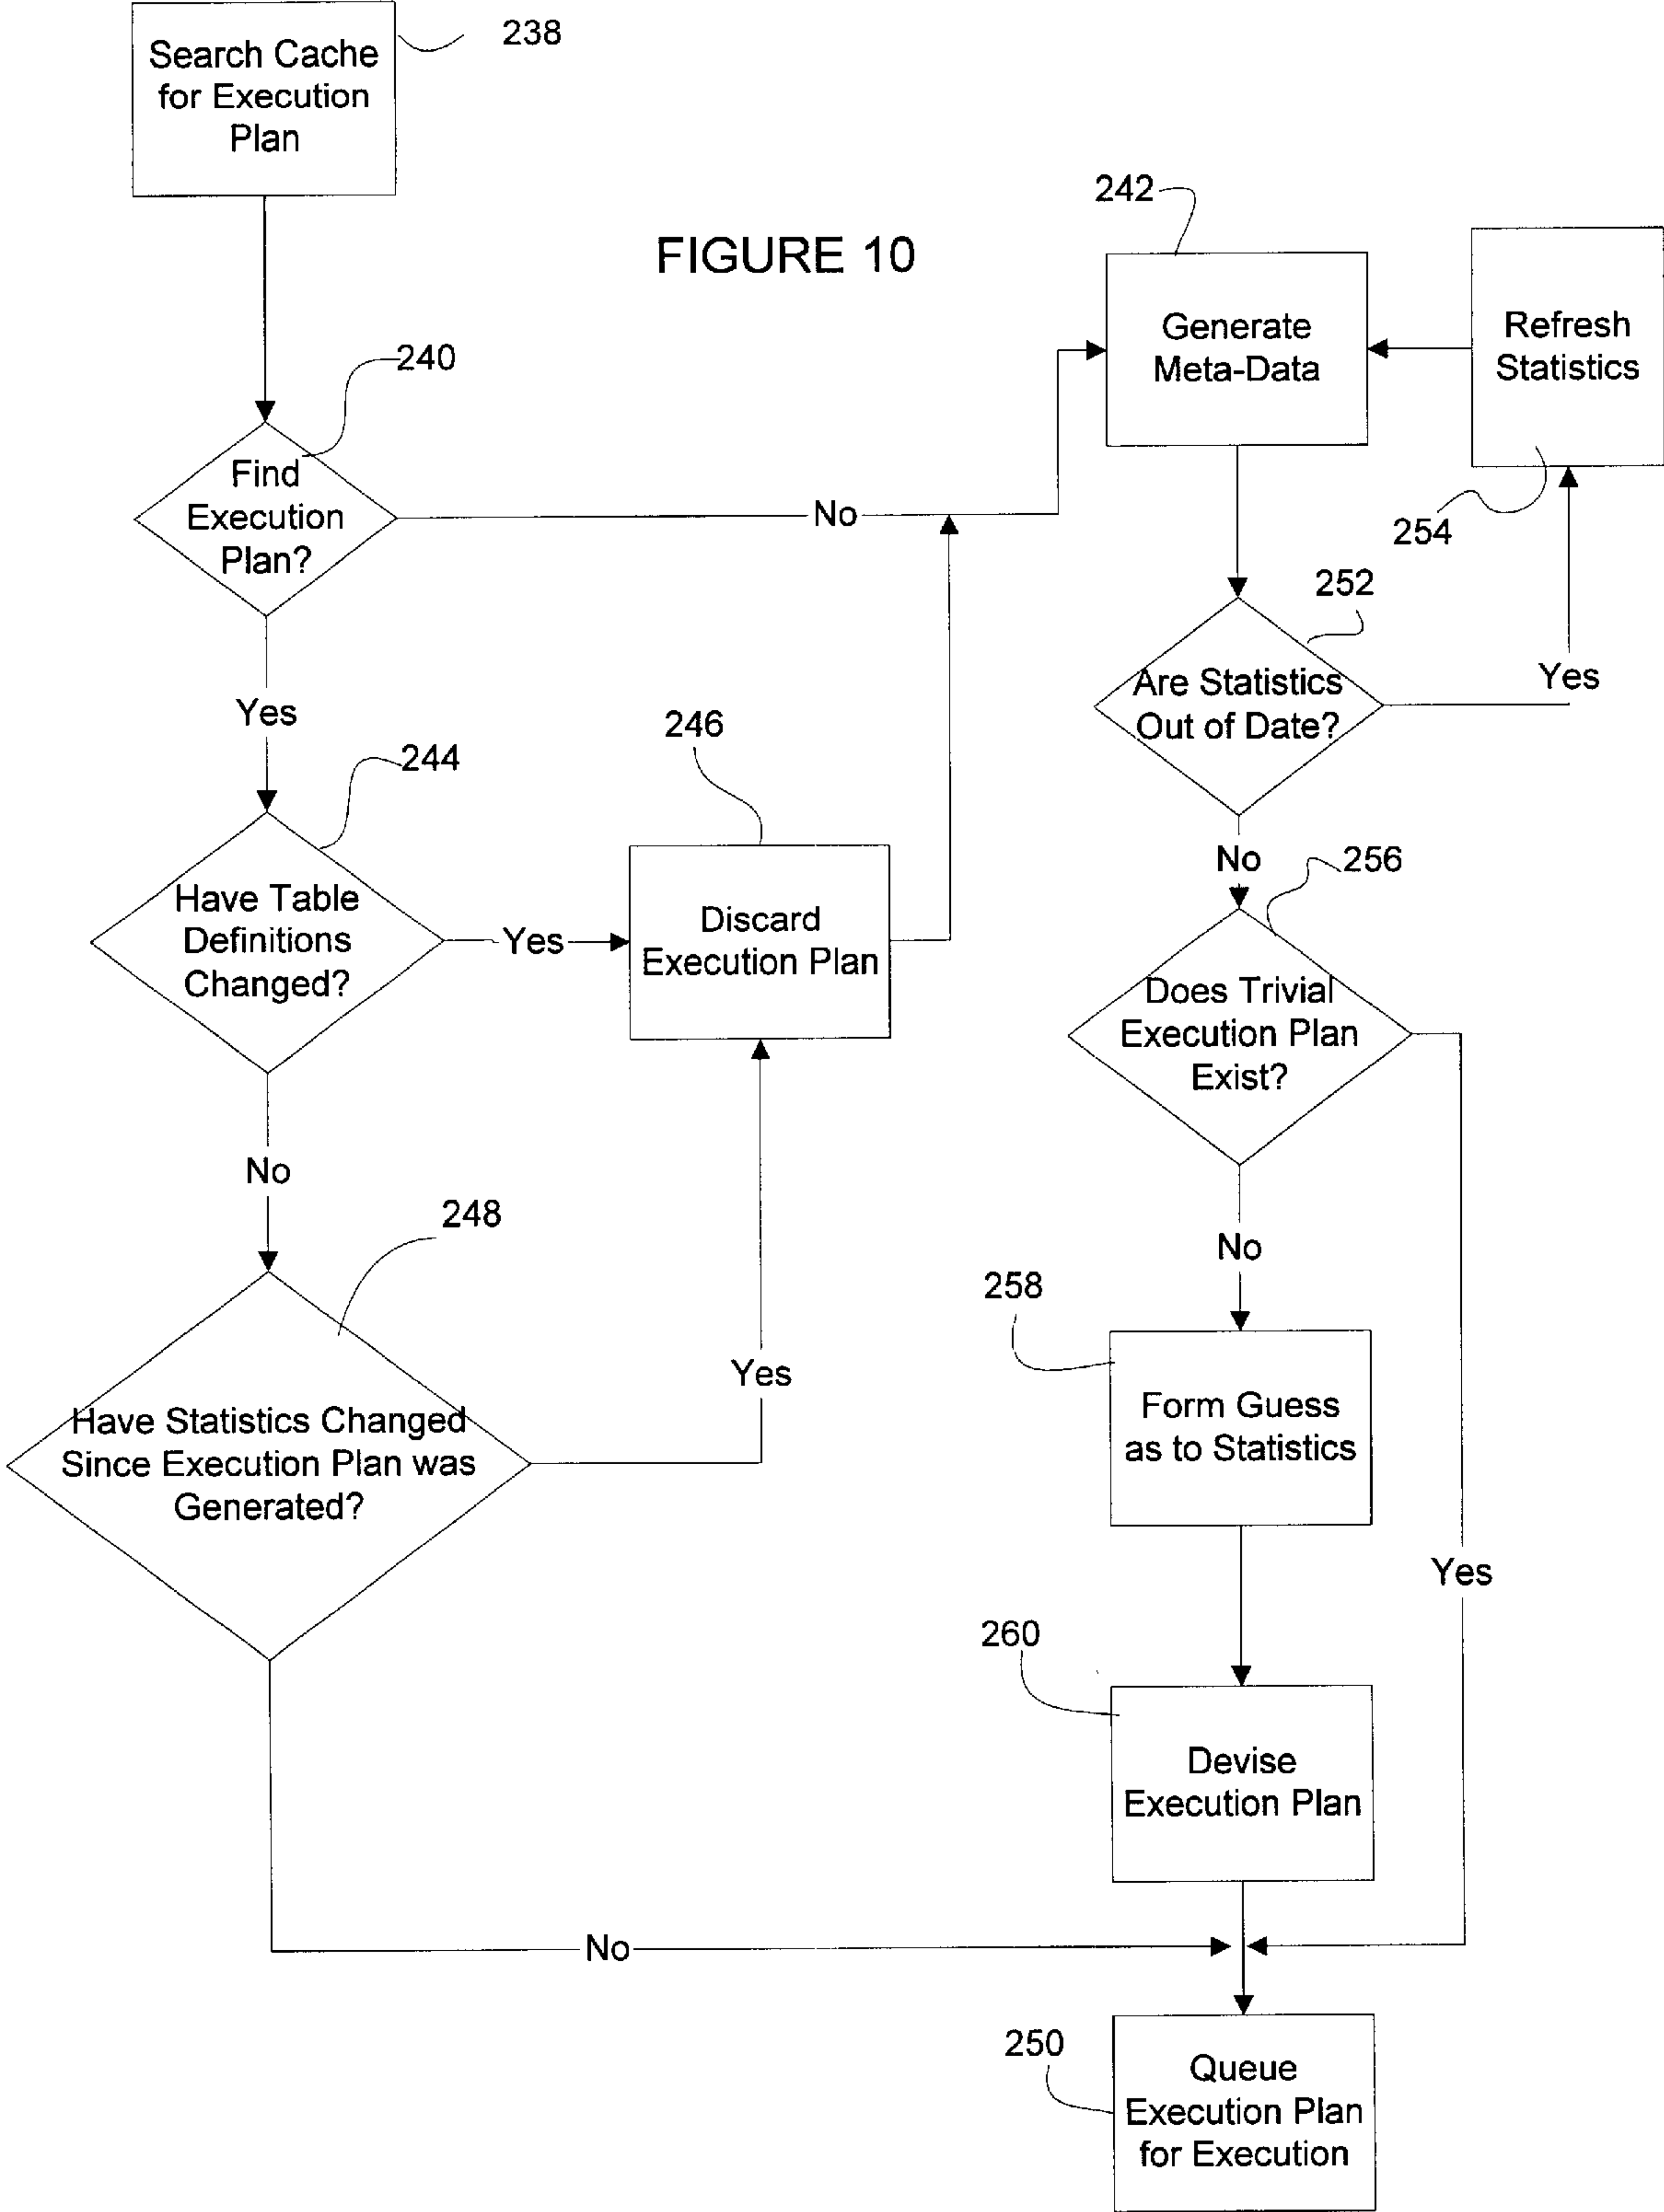 Search Cache
for Execution
Plan
238
FIGURE 10
240
Find
Execution
Plan?
No
Yes
244
Have Table
Definitions
Changed?
Yes
246
Discard
Execution Plan
No
248
Have Statistics Changed
Since Execution Plan was
Generated?
Yes
No
242
Generate
Meta-Data
Refresh
Statistics
254
252
Are Statistics
Out of Date?
Yes
No
256
Does Trivial
Execution Plan
Exist?
No
Yes
258
Form Guess
as to Statistics
260
Devise
Execution Plan
250
Queue
Execution Plan
for Execution